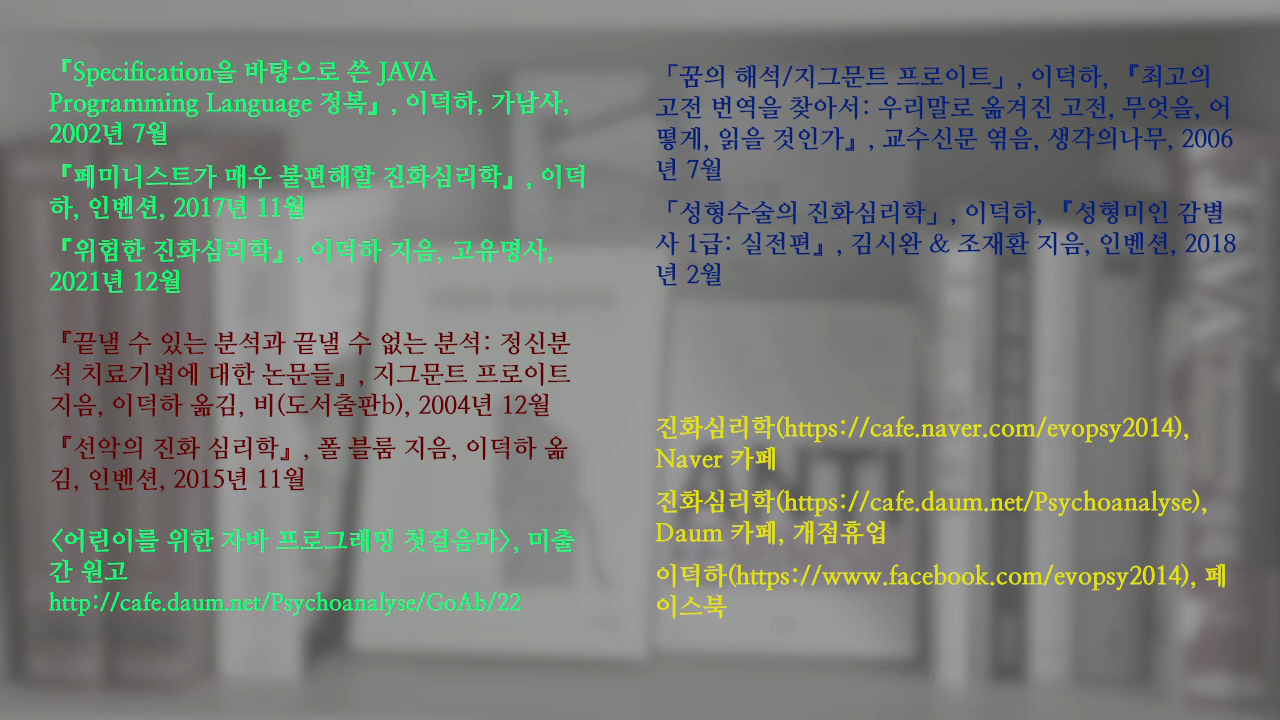 『Specification을 바탕으로 쓴 JAVA
Programming Language 정복』, 이덕하, 가남사,
2002년 7월
『페미니스트가 매우 불편해할 진화심리학』, 이덕
하, 인벤션, 2017년 11월
『위험한 진화심리학』, 이덕하 지음, 고유명사,
2021년 12월
『끝낼 수 있는 분석과 끝낼 수 없는 분석: 정신분
석 치료기법에 대한 논문들』, 지그문트 프로이트
지음, 이덕하 옮김, 비(도서출판b), 2004년 12월
『선악의 진화 심리학』, 폴 블룸 지음, 이덕하 옮
김, 인벤션, 2015년 11월
〈어린이를 위한 자바 프로그래밍 첫걸음마〉, 미출
간 원고
http://cafe.daum.net/Psychoanalyse/GoAb/22
「꿈의 해석/지그문트 프로이트」, 이덕하, 『최고의
고전 번역을 찾아서: 우리말로 옮겨진 고전, 무엇을, 어
떻게, 읽을 것인가』, 교수신문 엮음, 생각의나무, 2006
년 7월
「성형수술의 진화심리학」, 이덕하, 『성형미인 감별
사 1급: 실전편』, 김시완 & 조재환 지음, 인벤션, 2018
년 2월
진화심리학(https://cafe.naver.com/evopsy2014),
Naver 카페
진화심리학(https://cafe.daum.net/Psychoanalyse),
Daum 카페, 개점휴업
이덕하(https://www.facebook.com/evopsy2014), 페
이스북